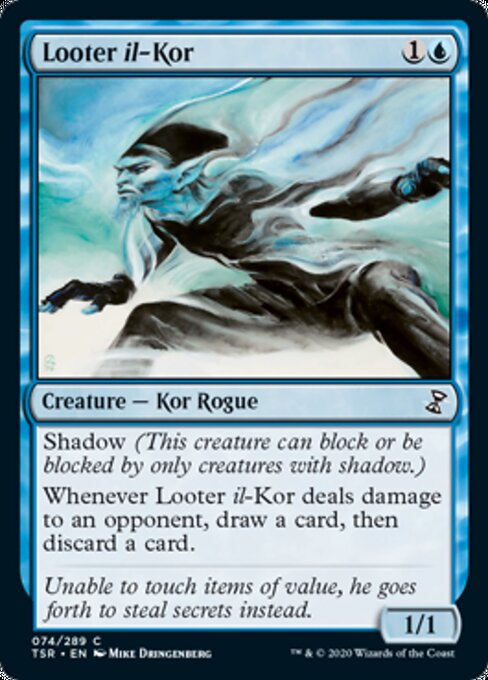 Looter il-Kor 1
Creature — Kor Rogue
Shadow (This creature can block or be
blocked by only creatures with shadow.)
Whenever Looter il-Kor deals damage
to an opponent, draw a card, then
discard a card.
Unable to touch items of value, he goes
forth to steal secrets instead.
1/1
074/289 C
TSR • EN Mike Dringenberg
™ & © 2020 Wizards of the Coast